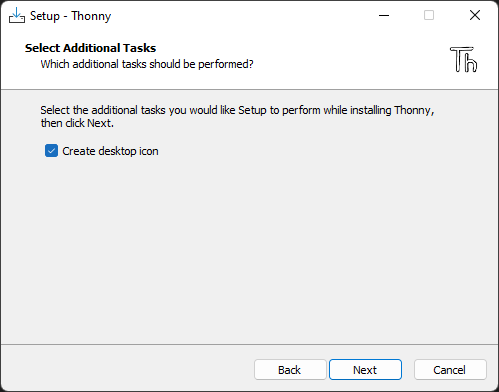 Setup - Thonny
Select Additional Tasks
Which additional tasks should be performed?
Th
Select the additional tasks you would like Setup to perform while installing Thonny,
then click Next.
Create desktop icon
Back
Next
Cancel